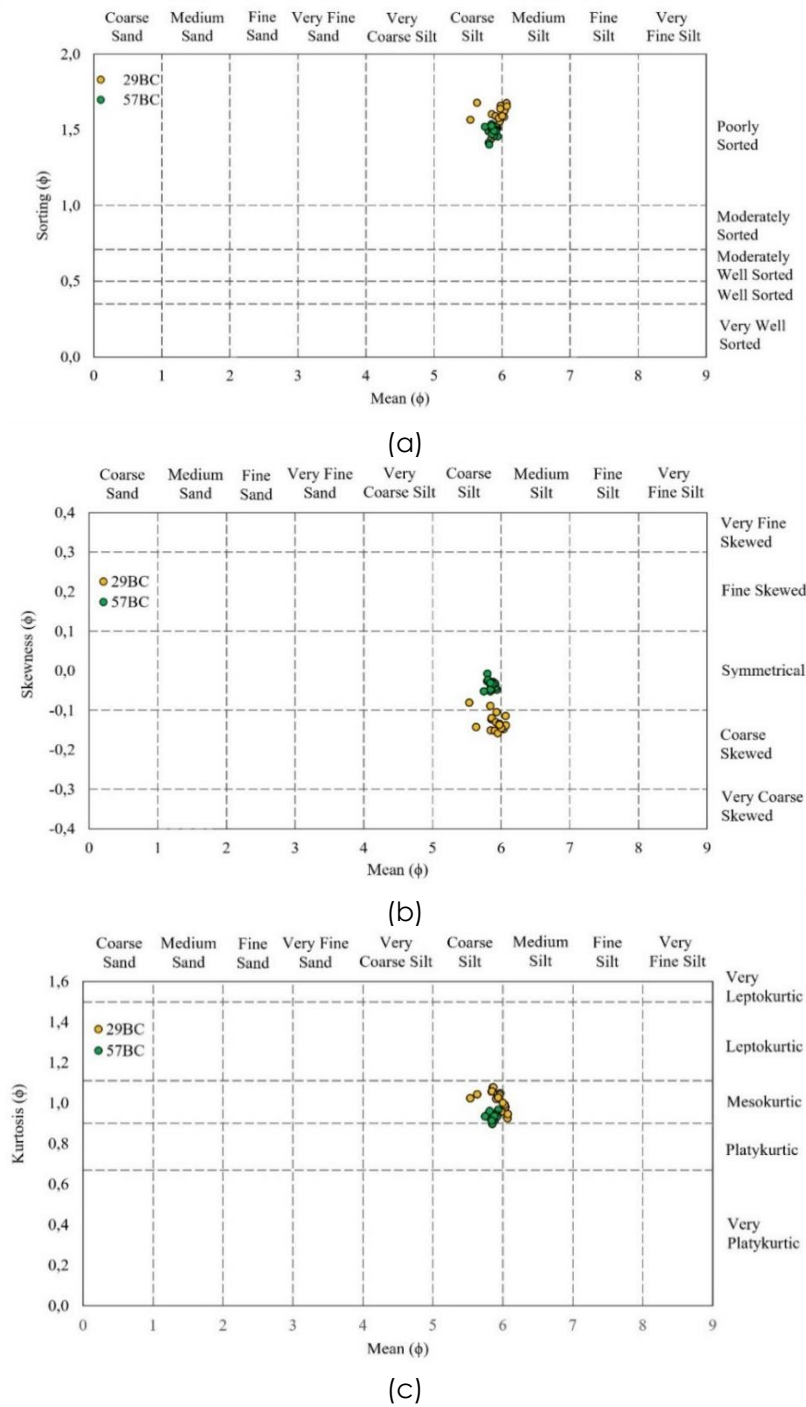 Coarse Sand
Medium Sand
Fine Sand
Very Fine Sand
Very Coarse Silt
Coarse Silt
Medium Silt
Fine Silt
Very Fine Silt
2,0
1,5
1,0
0,5
0,0
Sorting (ϕ)
29BC
57BC
Poorly Sorted
Moderately Sorted
Moderately Well Sorted
Well Sorted
Very Well Sorted
0 1 2 3 4 5 6 7 8 9
Mean (ϕ)
(a)
Coarse Sand
Medium Sand
Fine Sand
Very Fine Sand
Very Coarse Silt
Coarse Silt
Medium Silt
Fine Silt
Very Fine Silt
0,4
0,3
0,2
0,1
0,0
-0,1
-0,2
-0,3
-0,4
Skewness (ϕ)
29BC
57BC
Very Fine Skewed
Fine Skewed
Symmetrical
Coarse Skewed
Very Coarse Skewed
0 1 2 3 4 5 6 7 8 9
Mean (ϕ)
(b)
Coarse Sand
Medium Sand
Fine Sand
Very Fine Sand
Very Coarse Silt
Coarse Silt
Medium Silt
Fine Silt
Very Fine Silt
1,6
1,4
1,2
1,0
0,8
0,6
0,4
0,2
0,0
Kurtosis (ϕ)
29BC
57BC
Very Leptokurtic
Leptokurtic
Mesokurtic
Platykurtic
Very Platykurtic
0 1 2 3 4 5 6 7 8 9
Mean (ϕ)
(c)